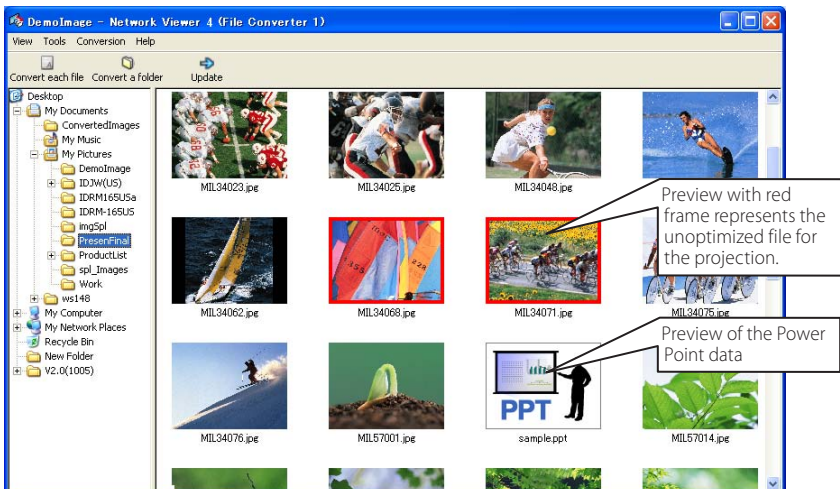 DemoImage - Network Viewer 4 (File Converter 1)
View Tools Conversion Help
Convert each file Convert a folder Update
Desktop
My Documents
ConvertedImages
My Music
My Pictures
DemoImage
IDJW(US)
IDRM165USa
IDRM-165US
imgSpl
PresenFinal
ProductList
spl_Images
Work
ws148
My Computer
My Network Places
Recycle Bin
New Folder
V2.0(1005)
MIL34023.jpg MIL34025.jpg MIL34048.jpg
Preview with red
frame represents the
unoptimized file for
the projection.
MIL34062.jpg MIL34068.jpg MIL34071.jpg MIL34075.jpg
Preview of the Power
Point data
PPT
MIL34076.jpg MIL57001.jpg sample.ppt MIL57014.jpg